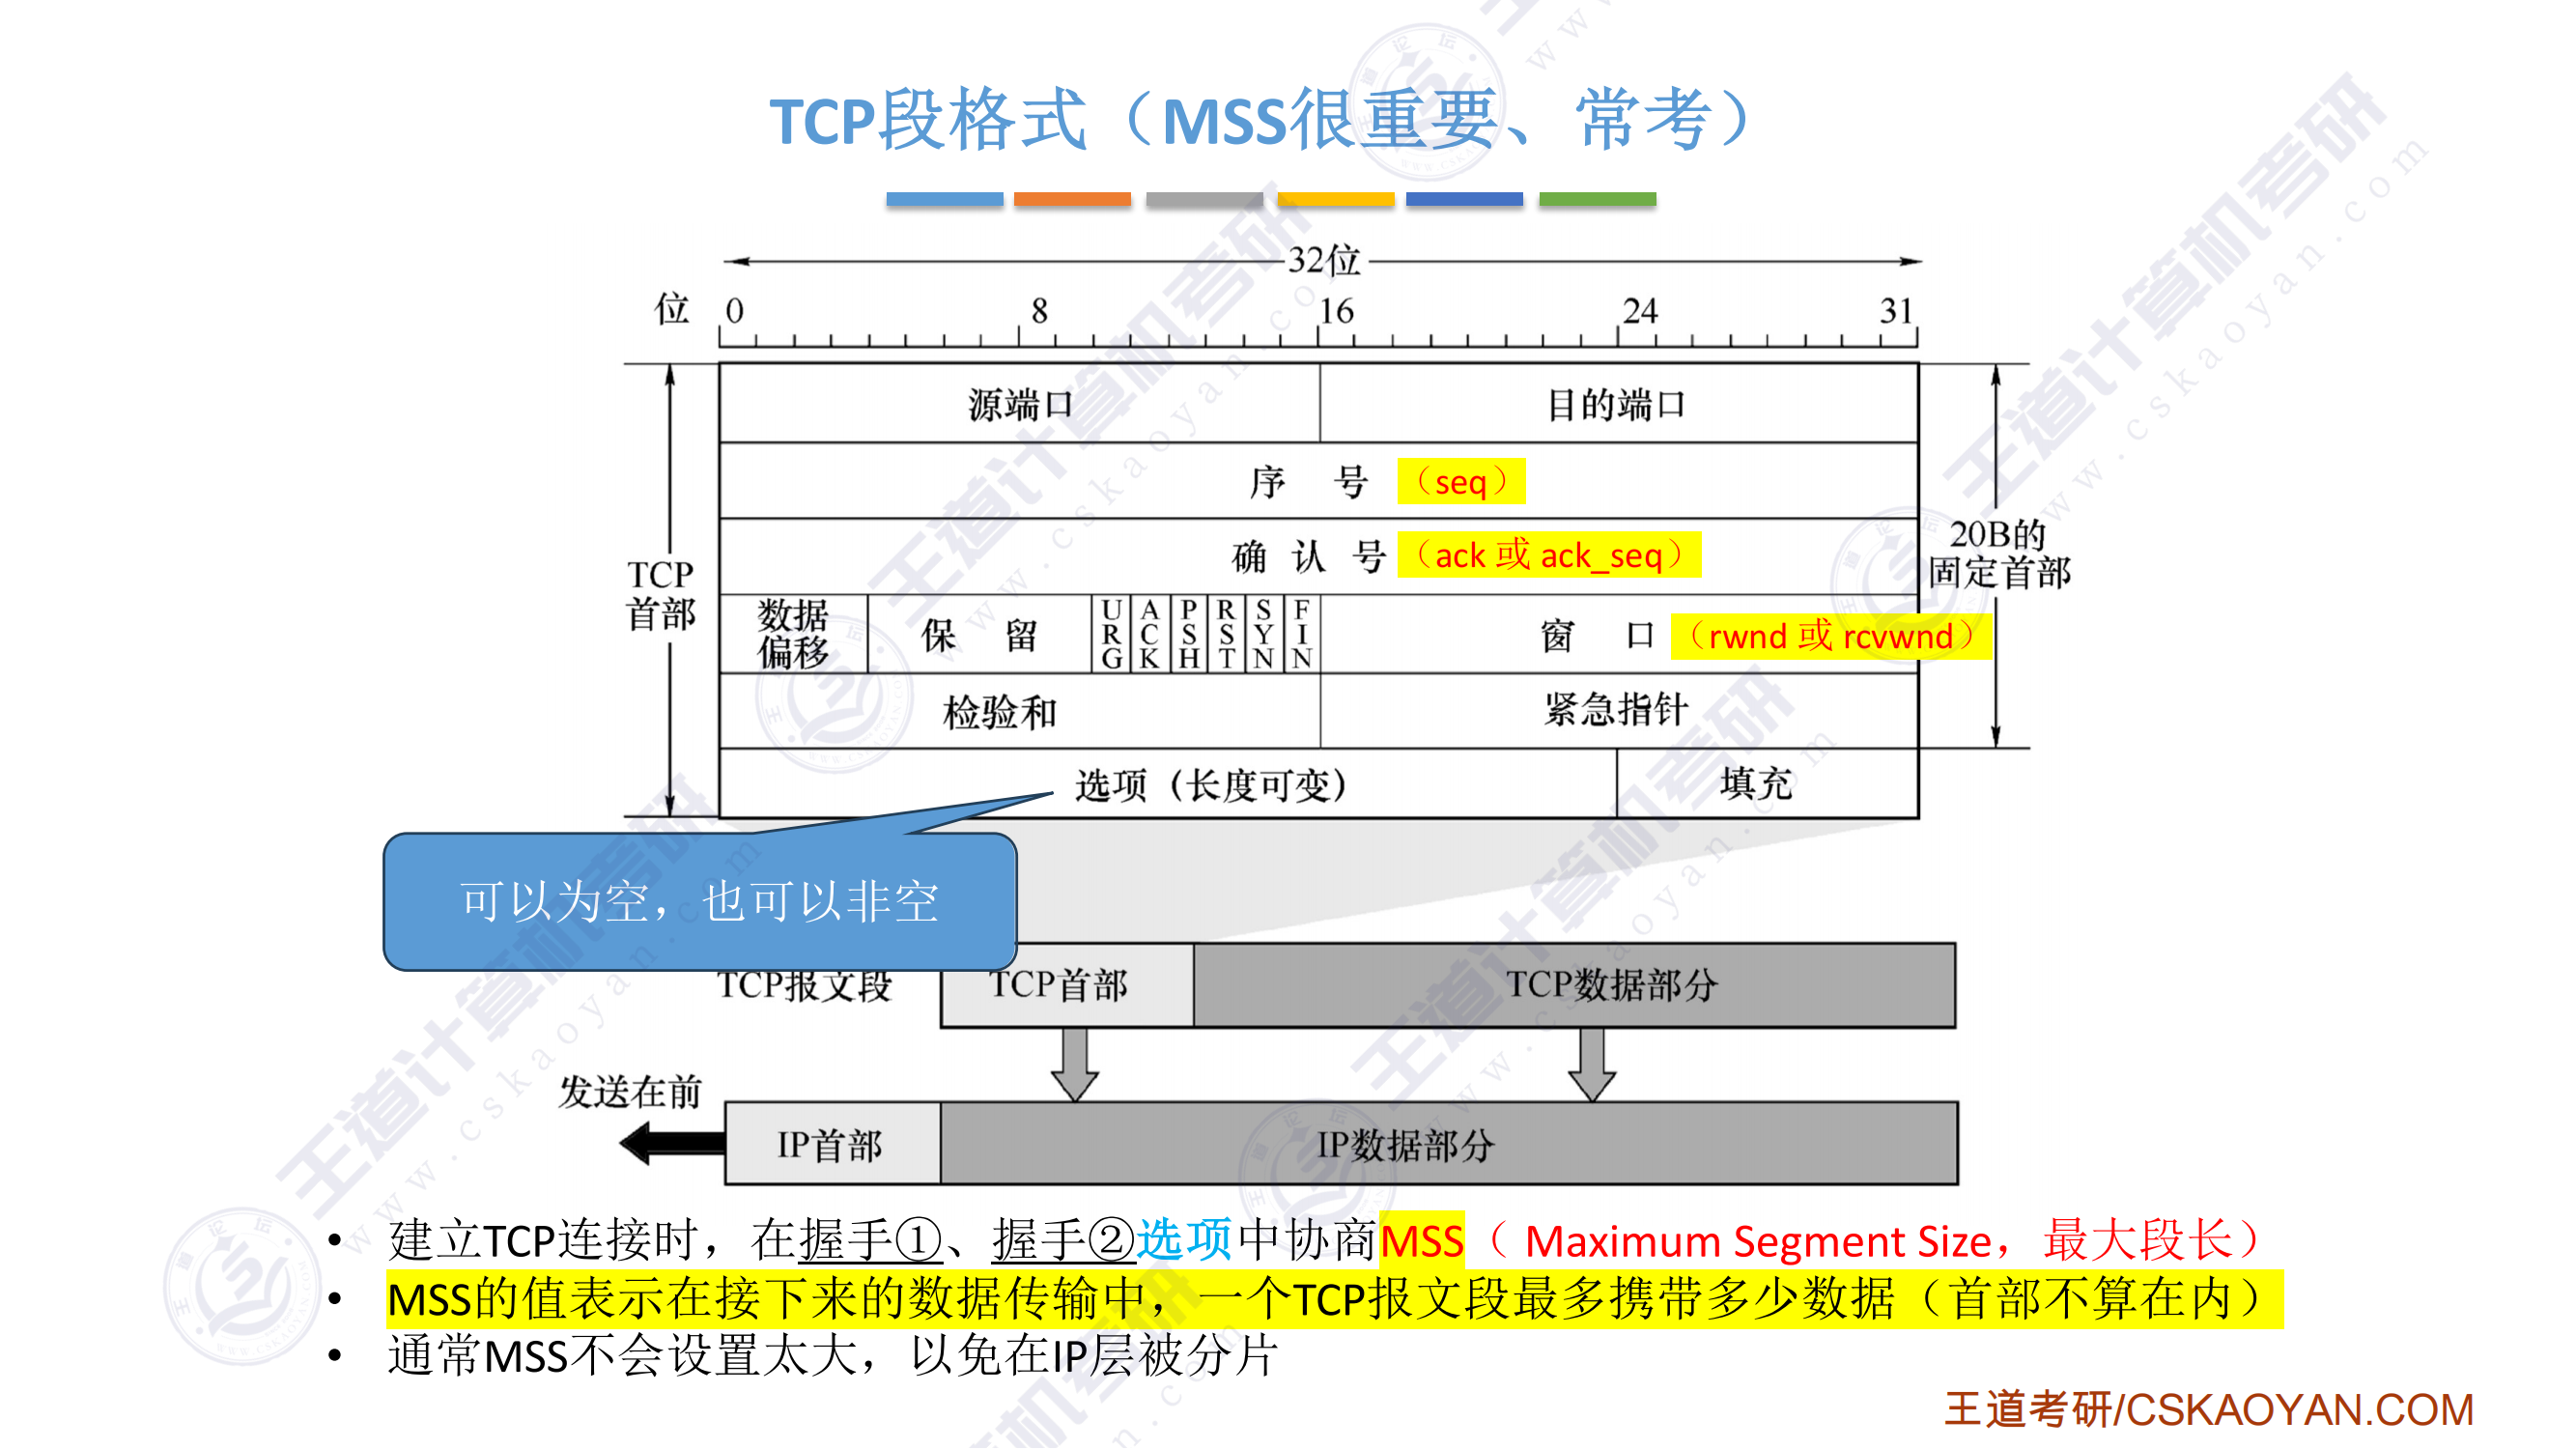 TCP段格式（MSS很重要、常考）
32位
位 0 8 16 24 31
源端口 目的端口
序 号 （seq）
确 认 号 （ack 或 ack_seq）
TCP首部
20B的固定首部
数据偏移 保 留 URG ACK PSH RST SYN FIN 窗 口 （rwnd 或 rcvwnd）
检验和 紧急指针
选项（长度可变） 填充
可以为空，也可以非空
TCP报文段 TCP首部 TCP数据部分
发送在前
IP首部 IP数据部分
• 建立TCP连接时，在握手①、握手②选项中协商MSS（ Maximum Segment Size，最大段长）
• MSS的值表示在接下来的数据传输中，一个TCP报文段最多携带多少数据（首部不算在内）
• 通常MSS不会设置太大，以免在IP层被分片
王道考研/CSKAOYAN.COM
王道计算机考研
www.cskaoyan.com